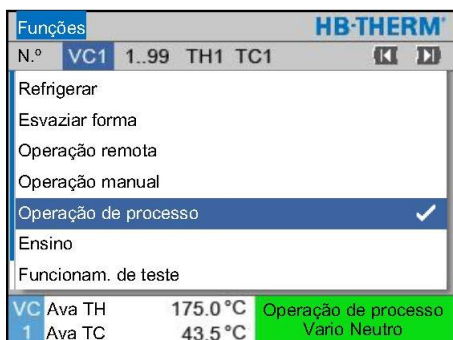 Funções HB-THERM®
N.º VC1 1..99 TH1 TC1
Refrigerar
Esvaziar forma
Operação remota
Operação manual
Operação de processo
Ensino
Funcionam. de teste
VC Ava TH 175.0 °C Operação de processo
1 Ava TC 43.5 °C Vario Neutro